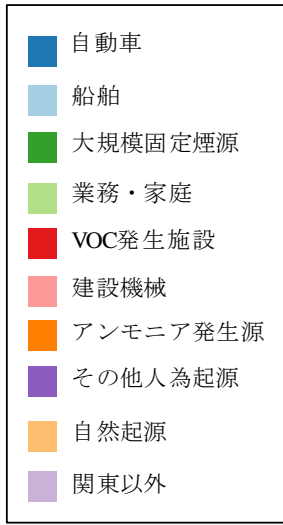 自動車
船舶
大規模固定煙源
業務・家庭
VOC発生施設
建設機械
アンモニア発生源
その他人為起源
自然起源
関東以外